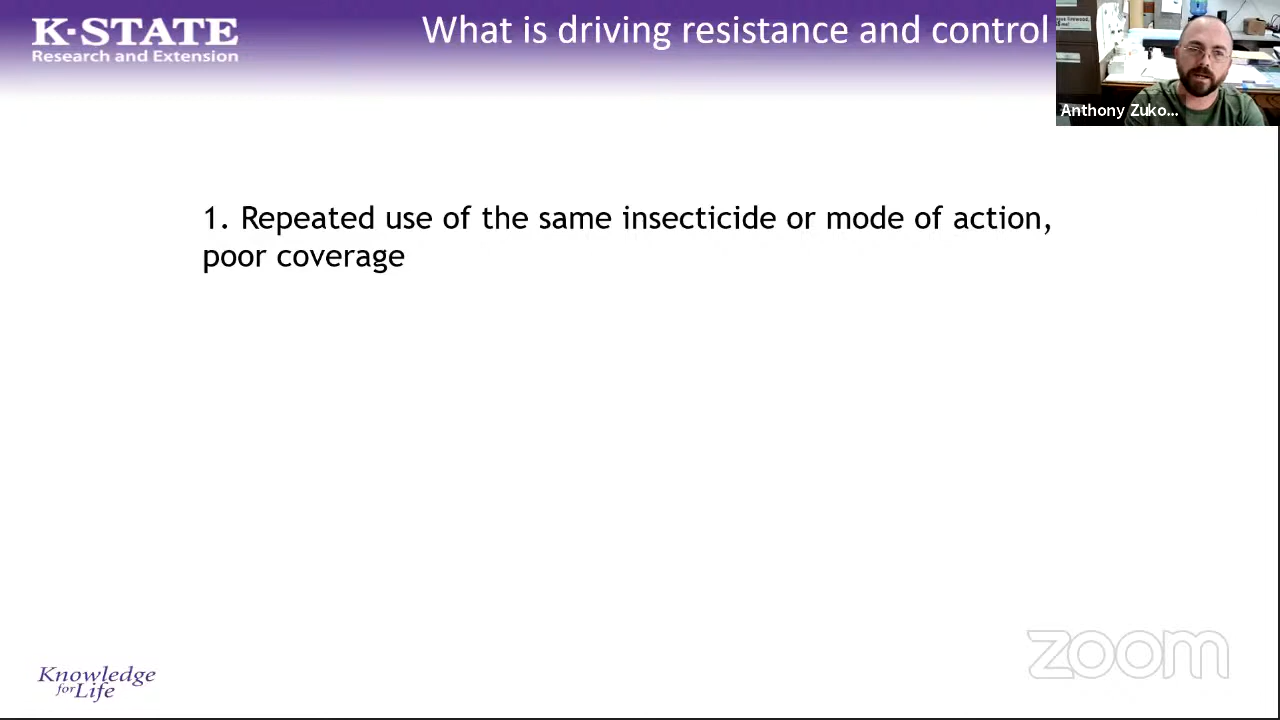 K-STATE
Research and Extension
What is driving resistance and control
Anthony Zuko...
1. Repeated use of the same insecticide or mode of action,
poor coverage
Knowledge
for Life
zoom